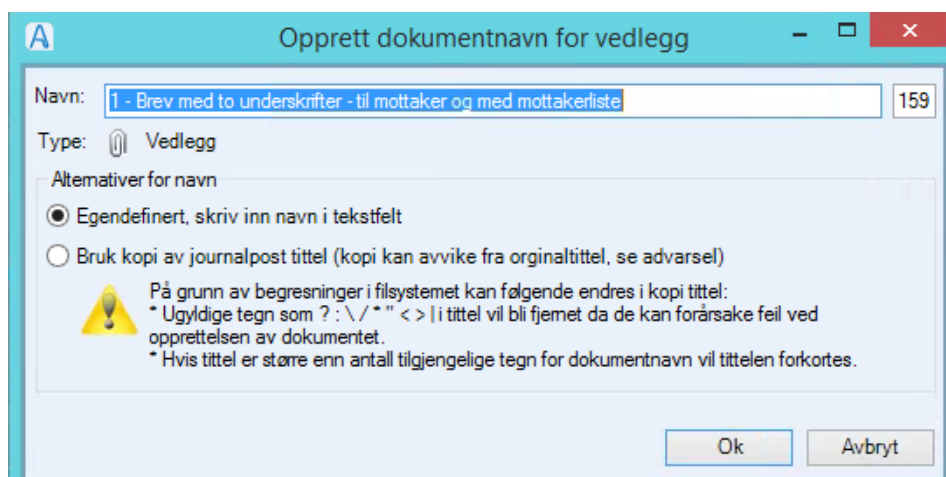 Opprett dokumentnavn for vedlegg
Navn: 1 - Brev med to underskrifter - til mottaker og med mottakerliste 159
Type: Vedlegg
Alternativer for navn
Egendefinert, skriv inn navn i tekstfelt
Bruk kopi av journalpost tittel (kopi kan avvike fra orginaltittel, se advarsel)
På grunn av begresninger i filsystemet kan følgende endres i kopi tittel:
* Ugyldige tegn som ? : \ / * " < > | i tittel vil bli fjernet da de kan forårsake feil ved
opprettelsen av dokumentet.
* Hvis tittel er større enn antall tilgjengelige tegn for dokumentnavn vil tittelen forkortes.
Ok Avbryt